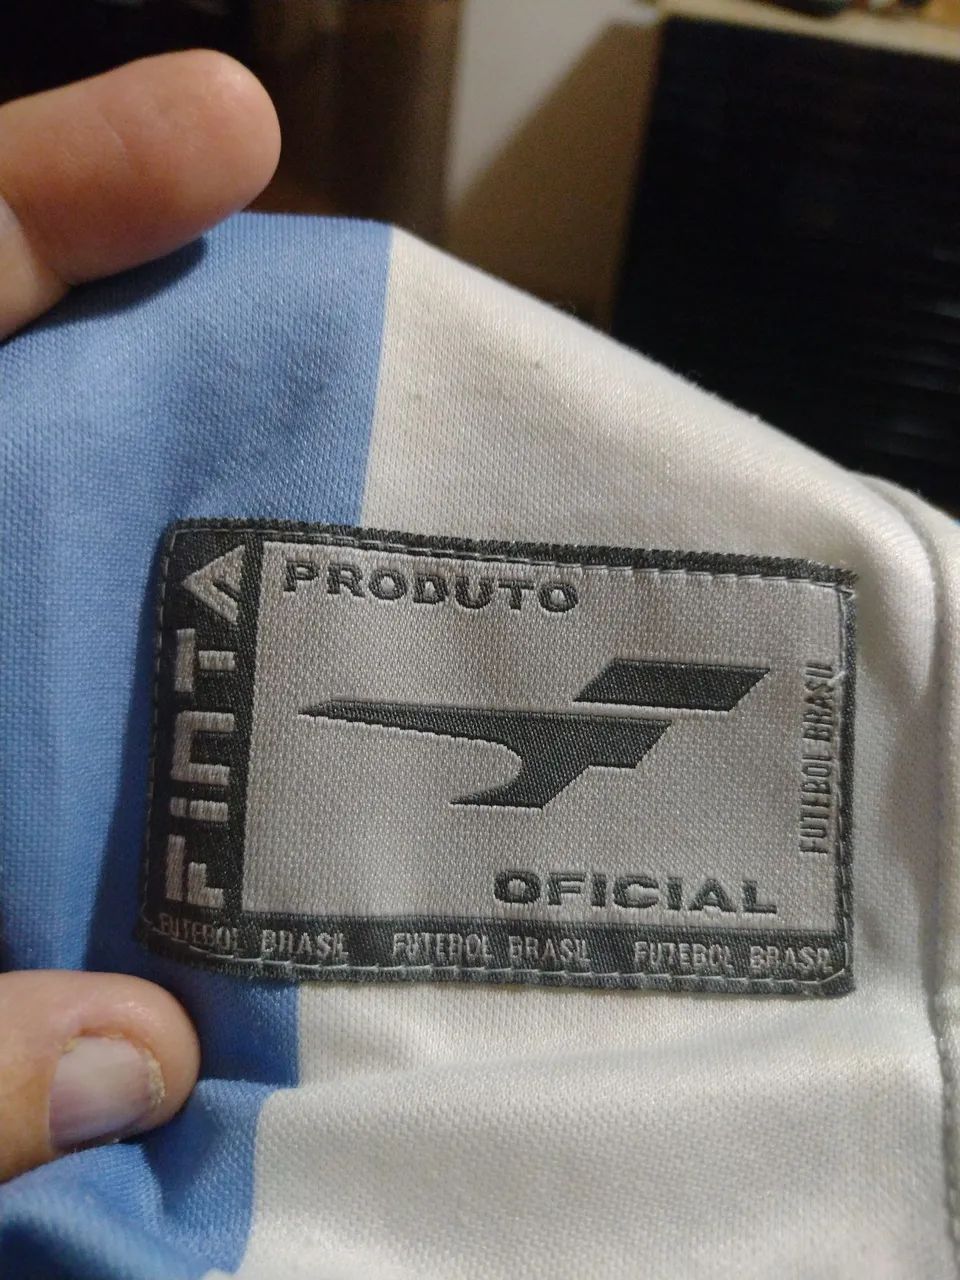 PRODUTO
FINTA
FUTEBOL BRASIL
OFICIAL
FUTEBOL BRASIL FUTEBOL BRASIL FUTEBOL BRASIL